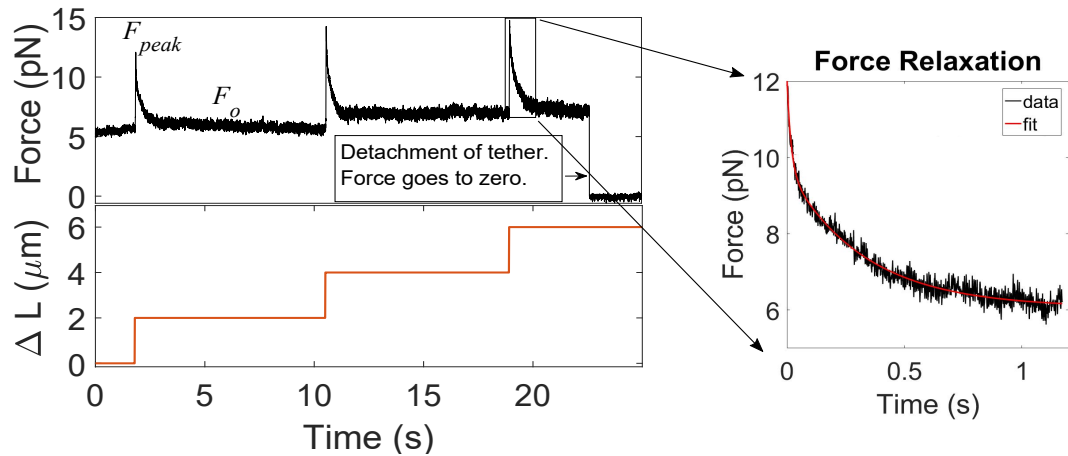 15
10
5
0
Force (pN)
F_peak
F_o
Detachment of tether.
Force goes to zero.
6
4
2
0
Δ L (μm)
0
5
10
15
20
Time (s)
Force Relaxation
12
10
8
6
Force (pN)
data
fit
0
0.5
1
Time (s)